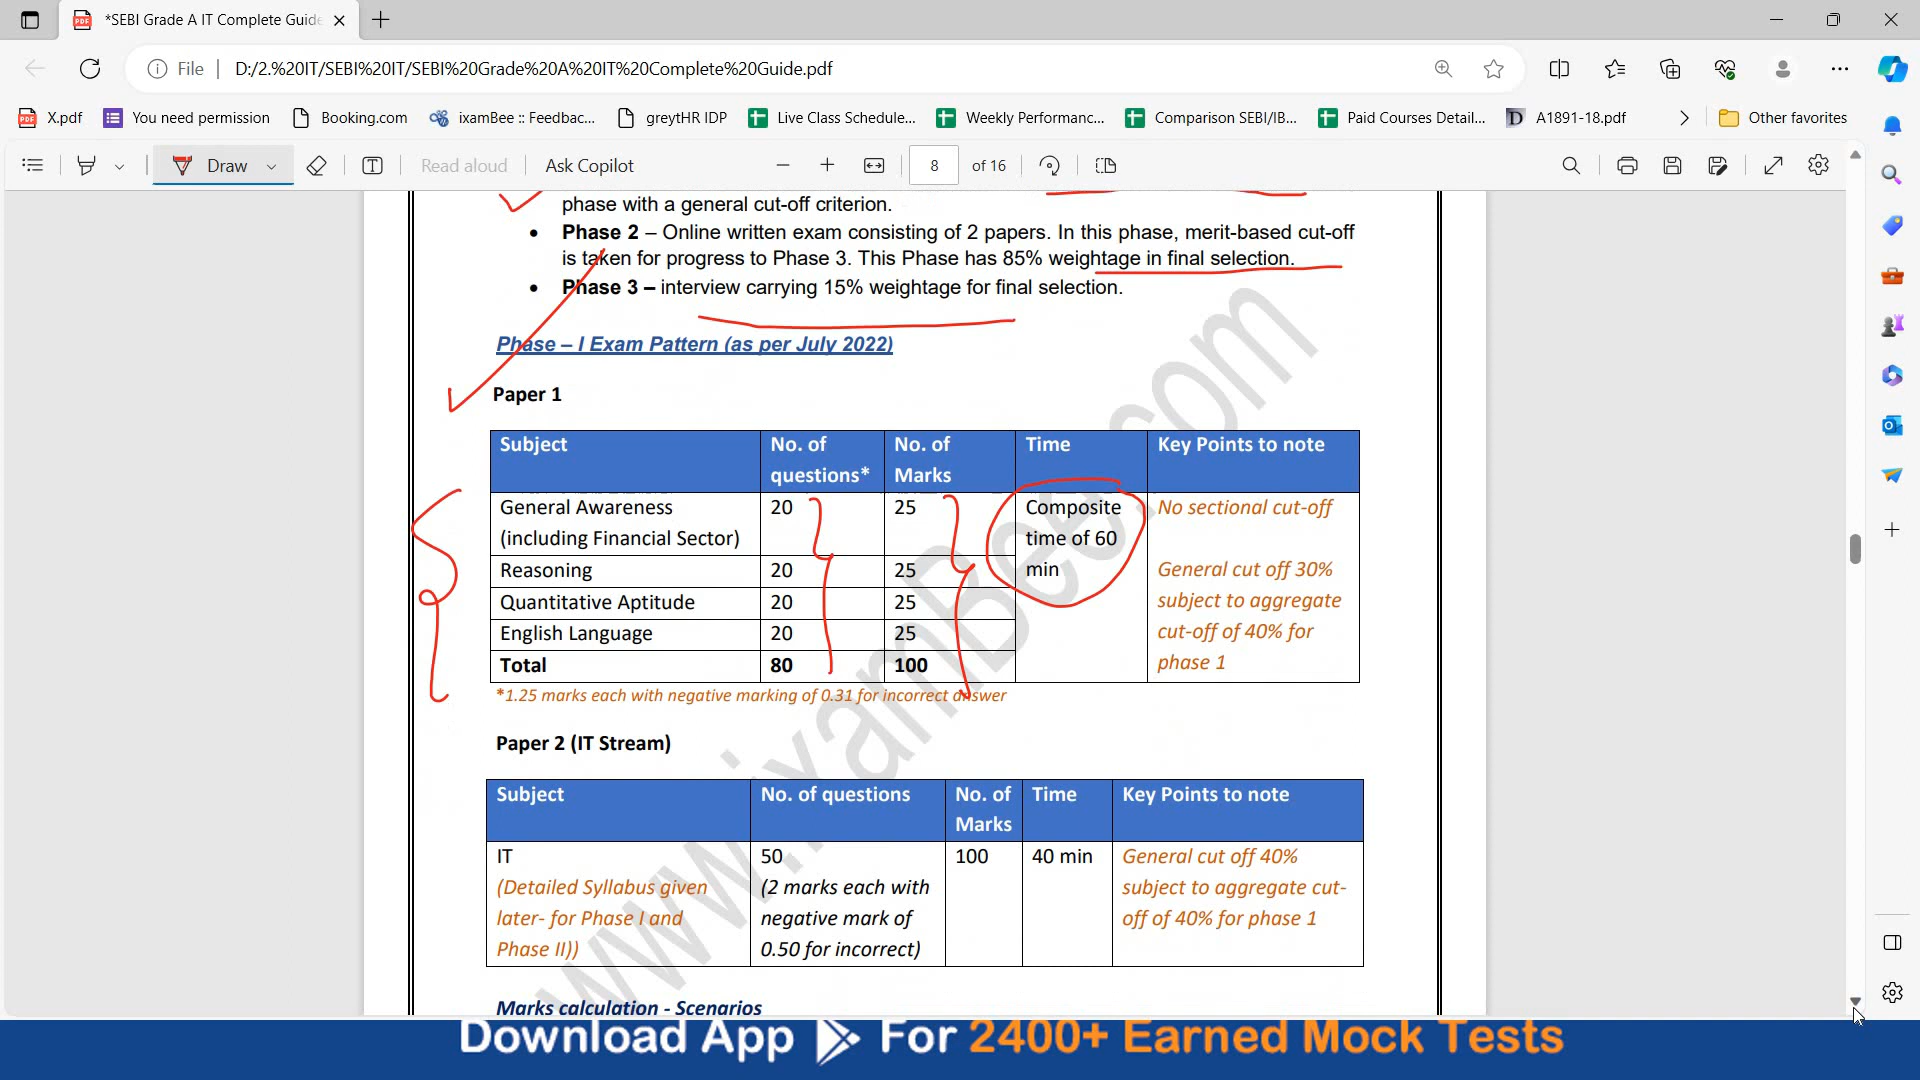 *SEBI Grade A IT Complete Guide
File D:/2.%20IT/SEBI%20IT/SEBI%20Grade%20A%20IT%20Complete%20Guide.pdf
X.pdf You need permission Booking.com ixamBee :: Feedbac... greytHR IDP Live Class Schedule... Weekly Performanc... Comparison SEBI/IB... Paid Courses Detail... A1891-18.pdf Other favorites
Draw Read aloud Ask Copilot 8 of 16
phase with a general cut-off criterion.
• Phase 2 – Online written exam consisting of 2 papers. In this phase, merit-based cut-off
is taken for progress to Phase 3. This Phase has 85% weightage in final selection.
• Phase 3 – interview carrying 15% weightage for final selection.
Phase – I Exam Pattern (as per July 2022)
Paper 1
Subject No. of questions* No. of Marks Time Key Points to note
General Awareness (including Financial Sector) 20 25 Composite time of 60 min No sectional cut-off
Reasoning 20 25 General cut off 30%
Quantitative Aptitude 20 25 subject to aggregate
English Language 20 25 cut-off of 40% for
Total 80 100 phase 1
*1.25 marks each with negative marking of 0.31 for incorrect answer
Paper 2 (IT Stream)
Subject No. of questions No. of Marks Time Key Points to note
IT 50 100 40 min General cut off 40%
(Detailed Syllabus given (2 marks each with subject to aggregate cut-
later- for Phase I and negative mark of off of 40% for phase 1
Phase II)) 0.50 for incorrect)
Marks calculation - Scenarios
www.ixamBee.com
Download App For 2400+ Earned Mock Tests